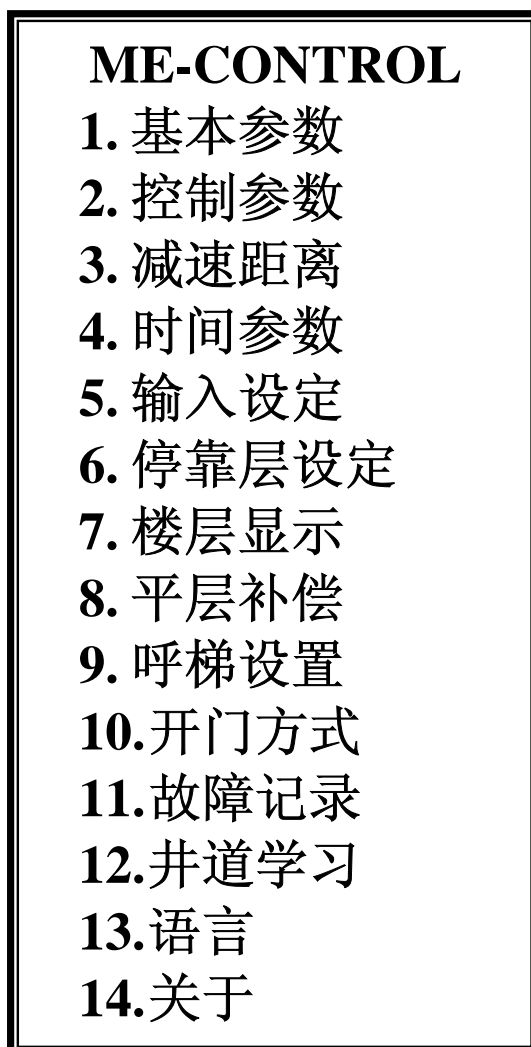 ME-CONTROL
1. 基本参数
2. 控制参数
3. 减速距离
4. 时间参数
5. 输入设定
6. 停靠层设定
7. 楼层显示
8. 平层补偿
9. 呼梯设置
10.开门方式
11.故障记录
12.井道学习
13.语言
14.关于